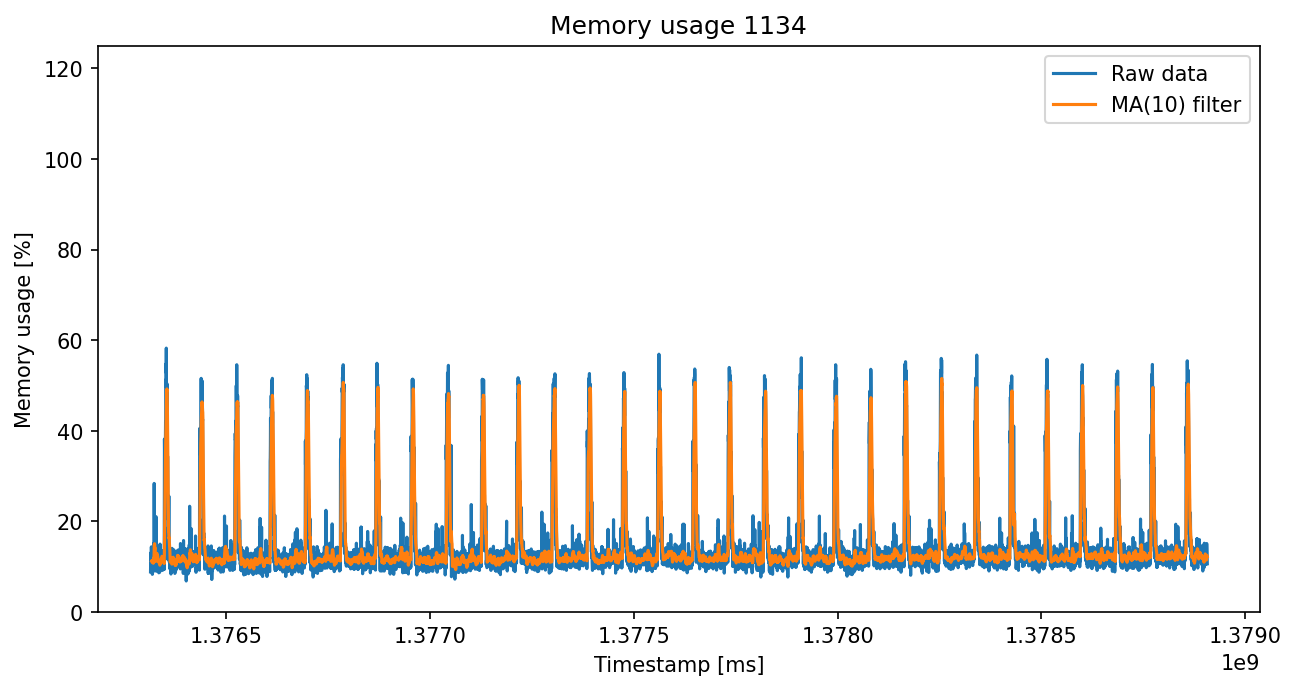 Memory usage 1134
Raw data
MA(10) filter
120
100
80
60
40
20
0
Memory usage [%]
1.3765 1.3770 1.3775 1.3780 1.3785 1.3790
1e9
Timestamp [ms]